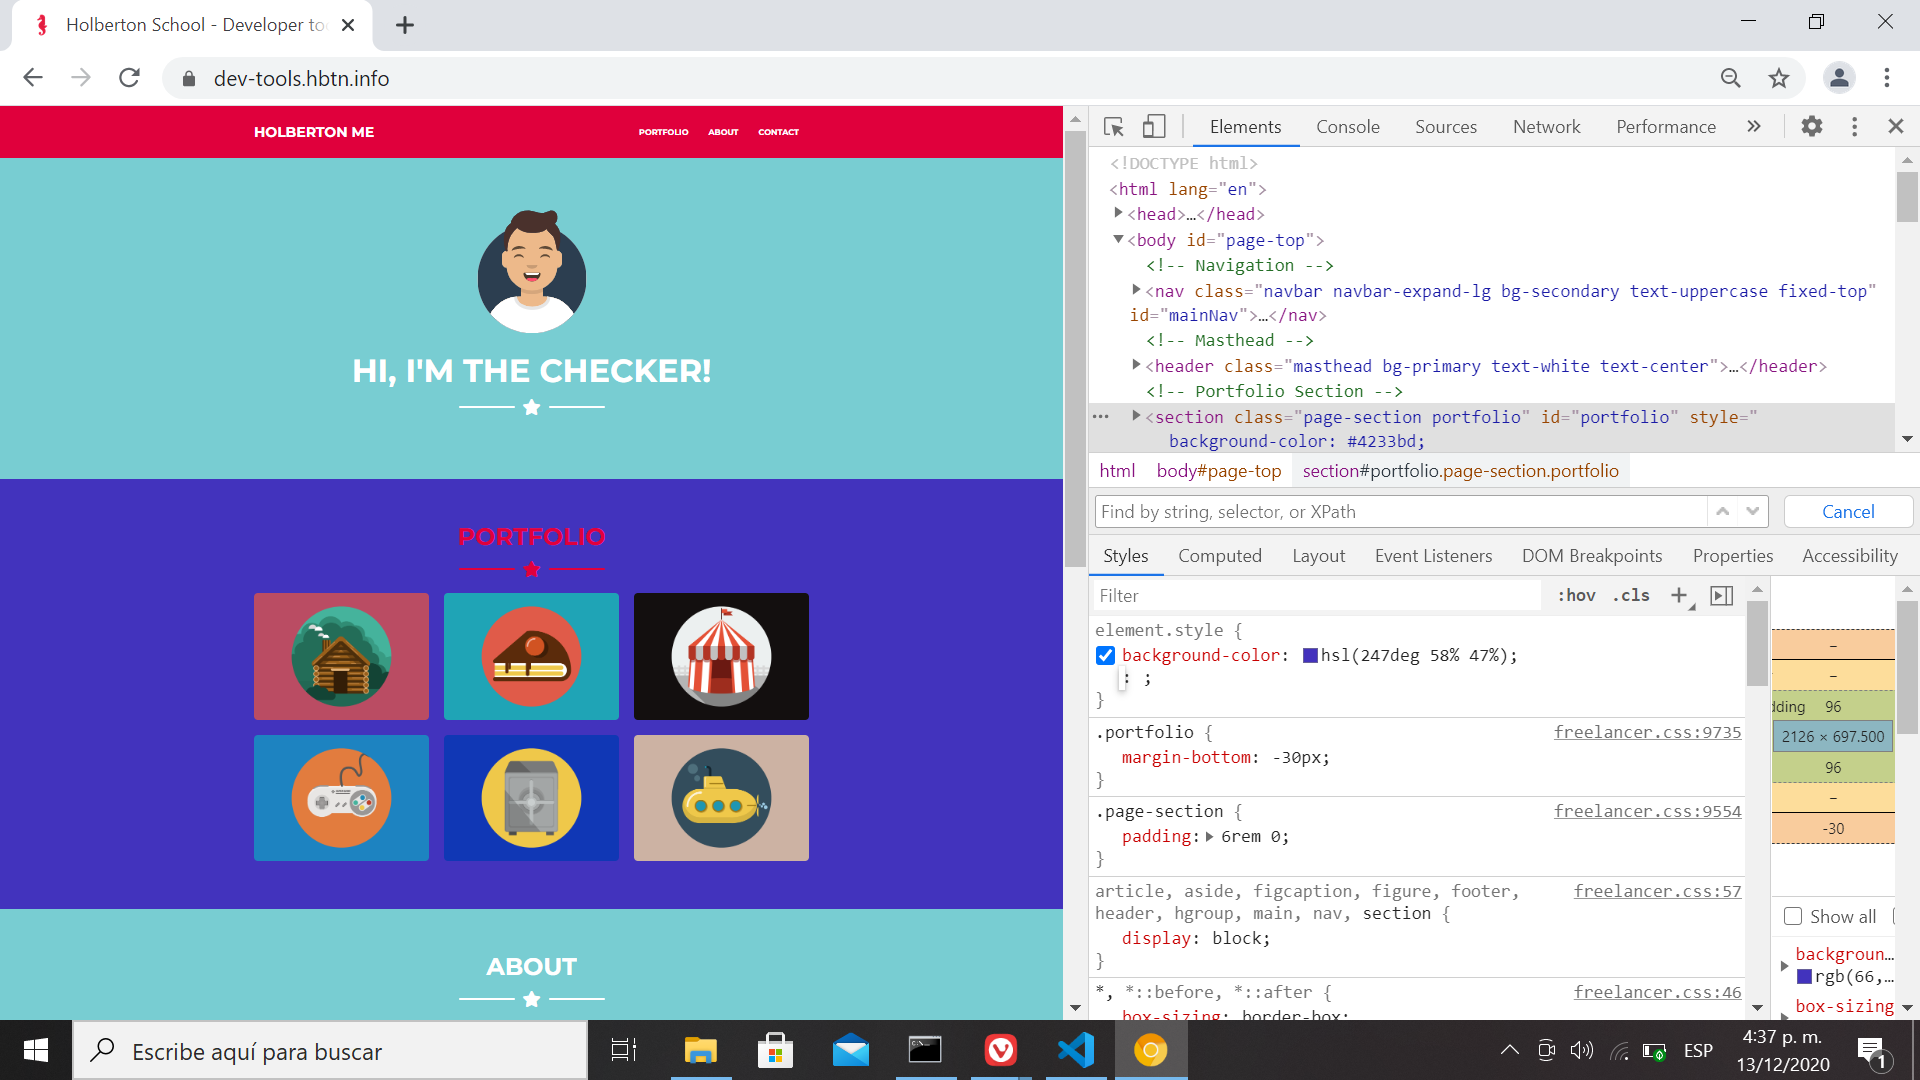 Holberton School - Developer to
dev-tools.hbtn.info
HOLBERTON ME
PORTFOLIO ABOUT CONTACT
HI, I'M THE CHECKER!
PORTFOLIO
ABOUT
Elements Console Sources Network Performance »
<!DOCTYPE html>
<html lang="en">
<head>…</head>
<body id="page-top">
<!-- Navigation -->
<nav class="navbar navbar-expand-lg bg-secondary text-uppercase fixed-top"
id="mainNav">…</nav>
<!-- Masthead -->
<header class="masthead bg-primary text-white text-center">…</header>
<!-- Portfolio Section -->
<section class="page-section portfolio" id="portfolio" style="
background-color: #4233bd;
html body#page-top section#portfolio.page-section.portfolio
Find by string, selector, or XPath Cancel
Styles Computed Layout Event Listeners DOM Breakpoints Properties Accessibility
Filter :hov .cls +
element.style {
background-color: hsl(247deg 58% 47%);
: ;
}
.portfolio { freelancer.css:9735
margin-bottom: -30px;
}
.page-section { freelancer.css:9554
padding: 6rem 0;
}
article, aside, figcaption, figure, footer, freelancer.css:57
header, hgroup, main, nav, section {
display: block;
}
*, *::before, *::after { freelancer.css:46
box-sizing: border-box;
–
–
dding 96
2126 × 697.500
96
–
-30
Show all
backgroun…
rgb(66,…
box-sizing
Escribe aquí para buscar
ESP
4:37 p. m.
13/12/2020
1